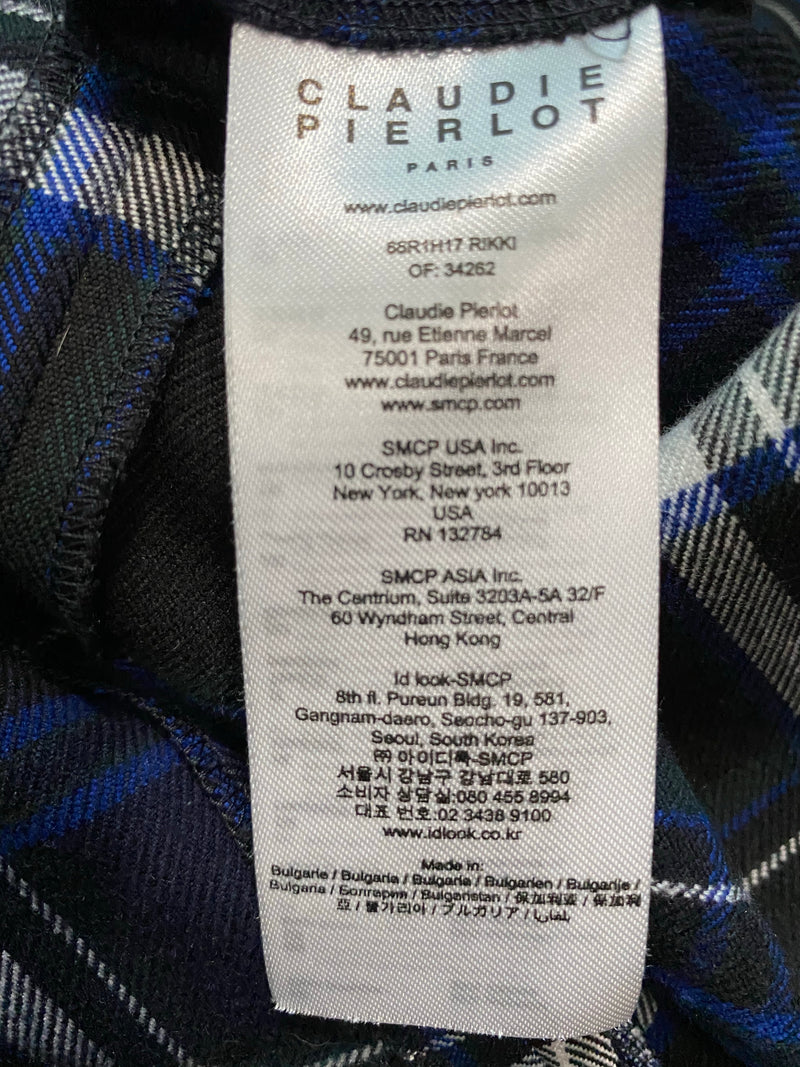 CLAUDIE
PIERLOT
PARIS
www.claudiepierlot.com
65R1H17 RIKKI
OF: 34262
Claudie Pierlot
49, rue Etienne Marcel
75001 Paris France
www.claudiepierlot.com
www.smcp.com
SMCP USA Inc.
10 Crosby Street, 3rd Floor
New York, New york 10013
USA
RN 132784
SMCP ASIA Inc.
The Centrium, Suite 3203A-5A 32/F
60 Wyndham Street, Central
Hong Kong
Id look-SMCP
8th fl. Pureun Bldg. 19, 581,
Gangnam-daero, Seocho-gu 137-903,
Seoul, South Korea
㈜ 아이디룩-SMCP
서울시 강남구 강남대로 580
소비자 상담실:080 455 8994
대표 번호:02 3438 9100
www.idlook.co.kr
Made in:
Bulgarie / Bulgaria / Bulgaria / Bulgarien / Bulgarije /
Bulgaria / Болгария / Bulgaristan / 保加利亚 / 保加利
亞 / 불가리아 / ブルガリア / بلغاريا